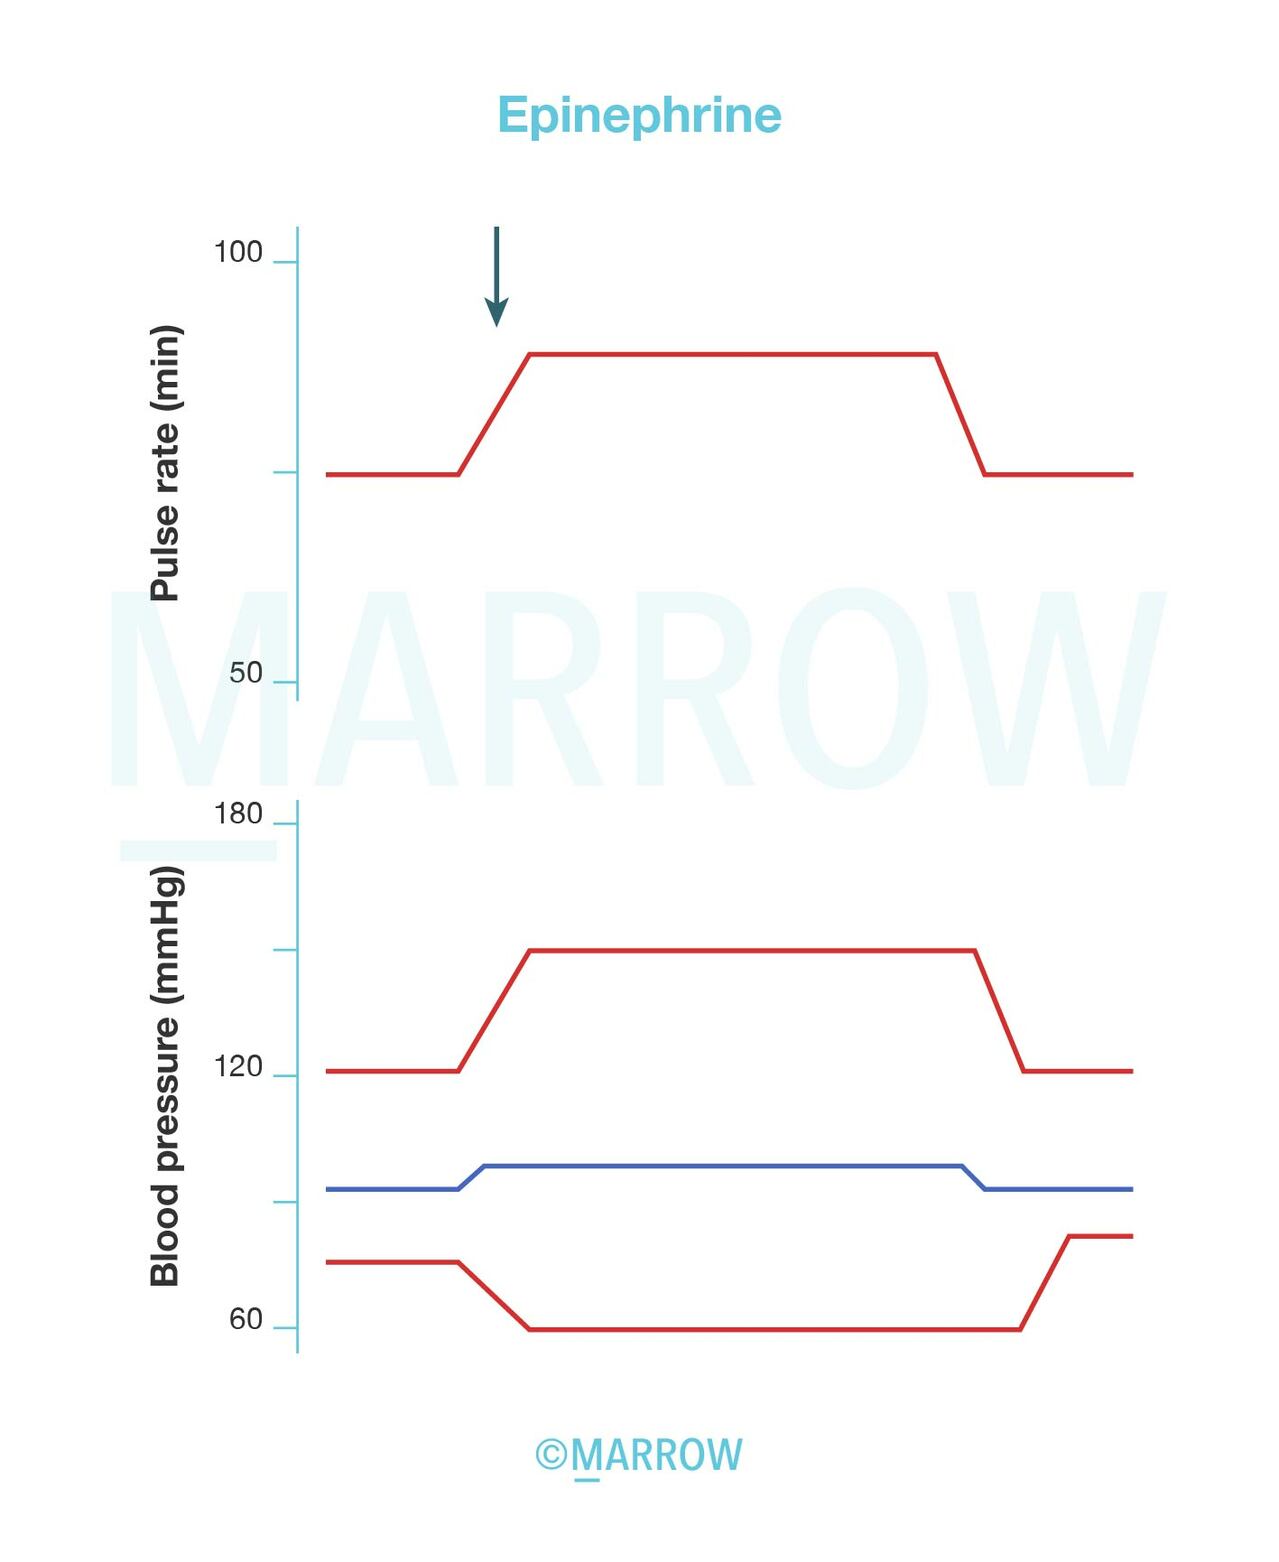 Epinephrine
100
Pulse rate (min)
50
MARROW
180
Blood pressure (mmHg)
120
60
©MARROW